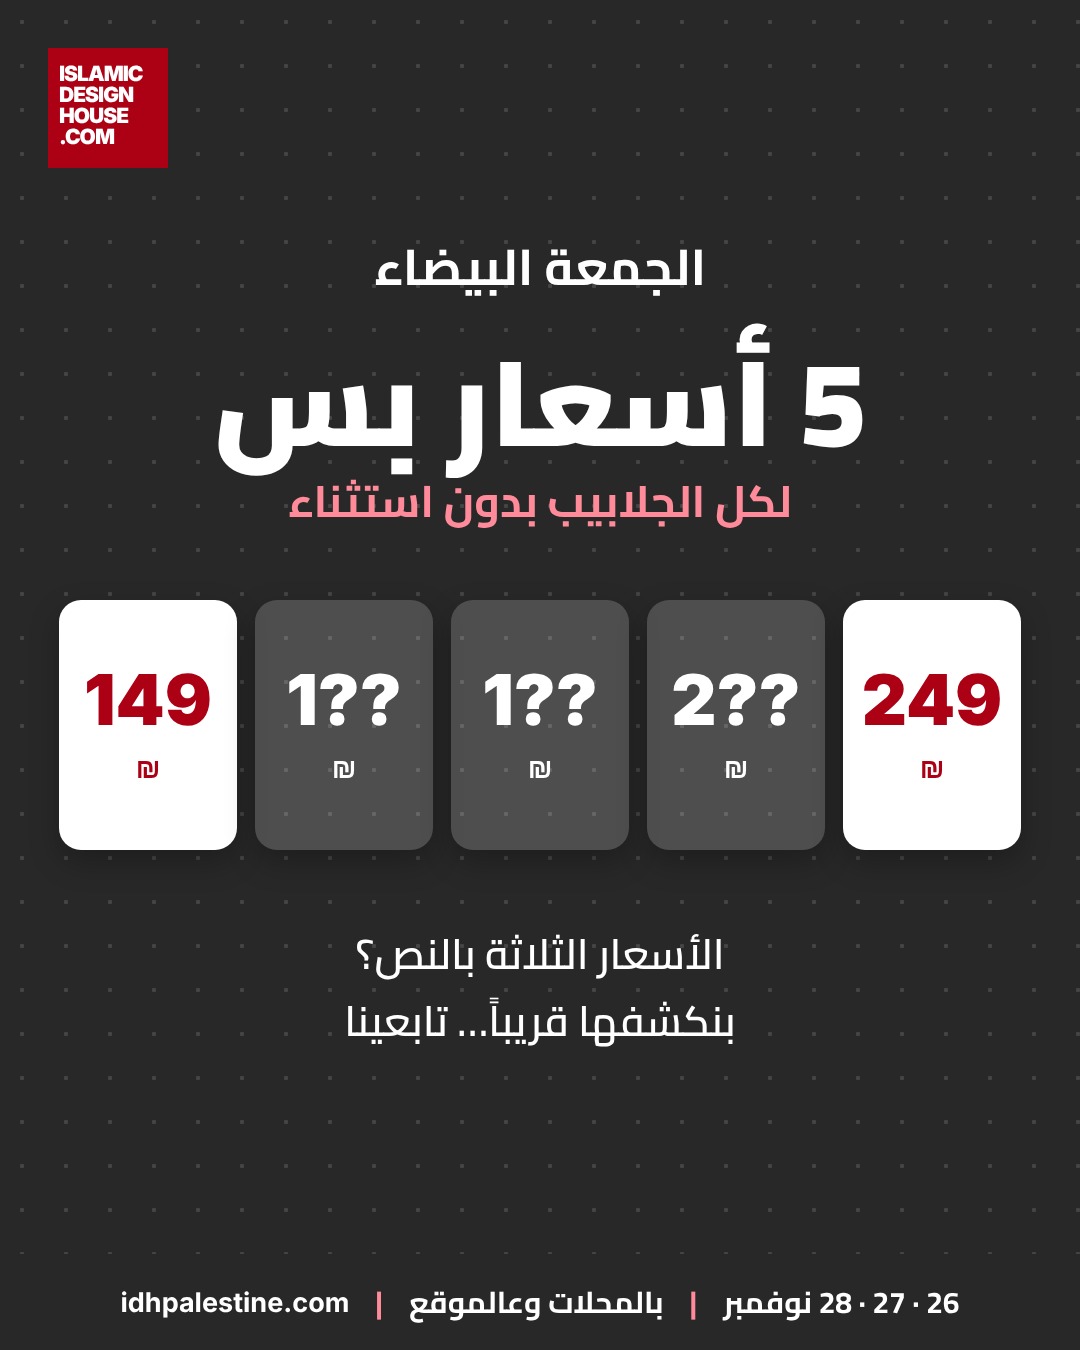 ISLAMIC
DESIGN
HOUSE
.COM
الجمعة البيضاء
5 أسعار بس
لكل الجلابيب بدون استثناء
149 1?? 1?? 2?? 249
₪ ₪ ₪ ₪ ₪
الأسعار الثلاثة بالنص؟
بنكشفها قريباً... تابعينا
26 · 27 · 28 نوفمبر | بالمحلات وعالموقع | idhpalestine.com